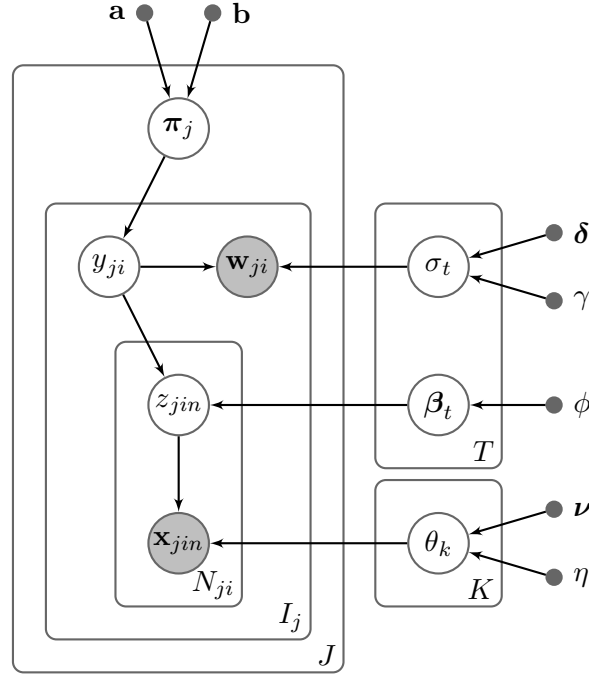 a b
π_j
y_ji w_ji σ_t δ
γ
z_jin β_t ϕ
T
x_jin θ_k ν
η
N_ji K
I_j
J